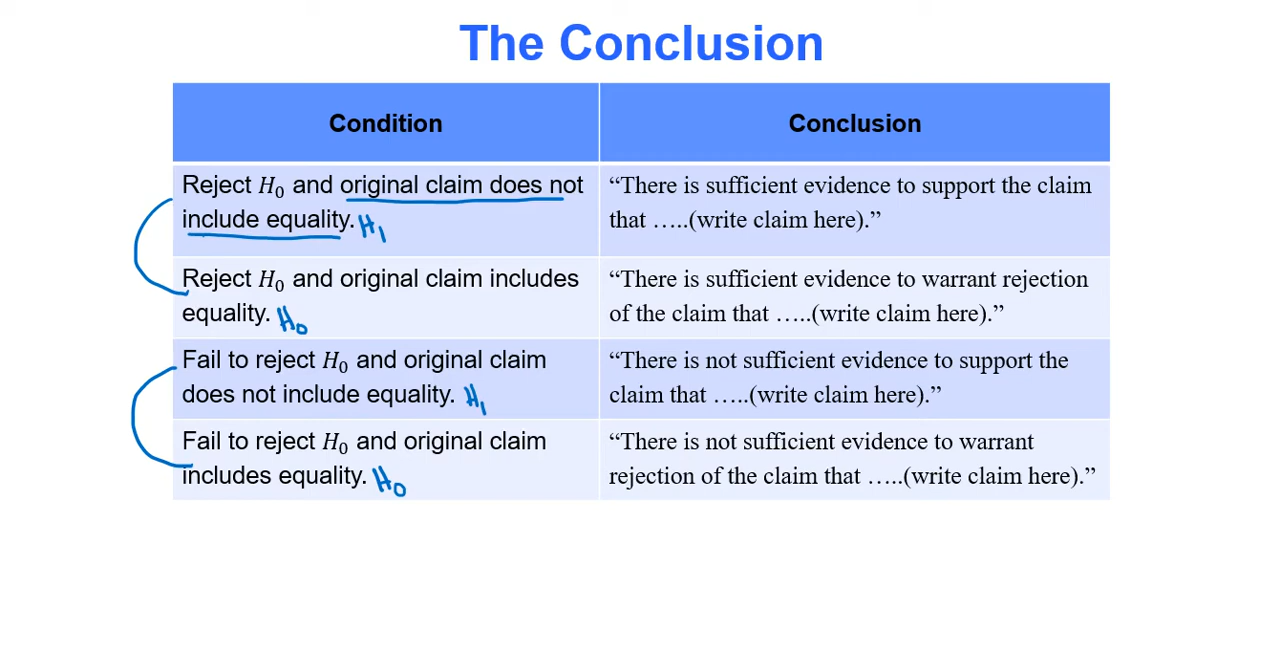 The Conclusion
Condition
Conclusion
Reject H₀ and original claim does not
include equality. H₁
“There is sufficient evidence to support the claim
that …..(write claim here).”
Reject H₀ and original claim includes
equality. H₀
“There is sufficient evidence to warrant rejection
of the claim that …..(write claim here).”
Fail to reject H₀ and original claim
does not include equality. H₁
“There is not sufficient evidence to support the
claim that …..(write claim here).”
Fail to reject H₀ and original claim
includes equality. H₀
“There is not sufficient evidence to warrant
rejection of the claim that …..(write claim here).”